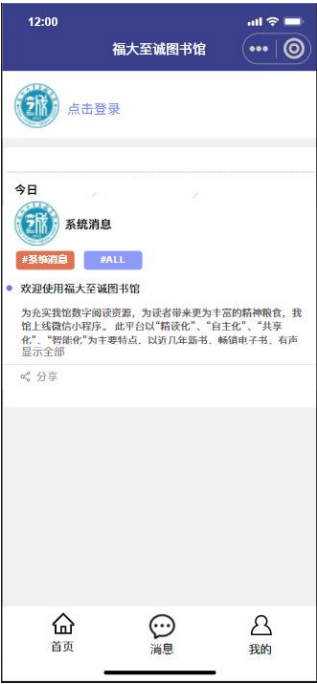 12:00
福大至诚图书馆
点击登录
今日
系统消息
#系统消息 #ALL
欢迎使用福大至诚图书馆
为充实我馆数字阅读资源，为读者带来更为丰富的精神粮食，我
馆上线微信小程序。此平台以“精读化”、“自主化”、“共享
化”、“智能化”为主要特点，以近几年新书、畅销电子书、有声
显示全部
分享
首页 消息 我的